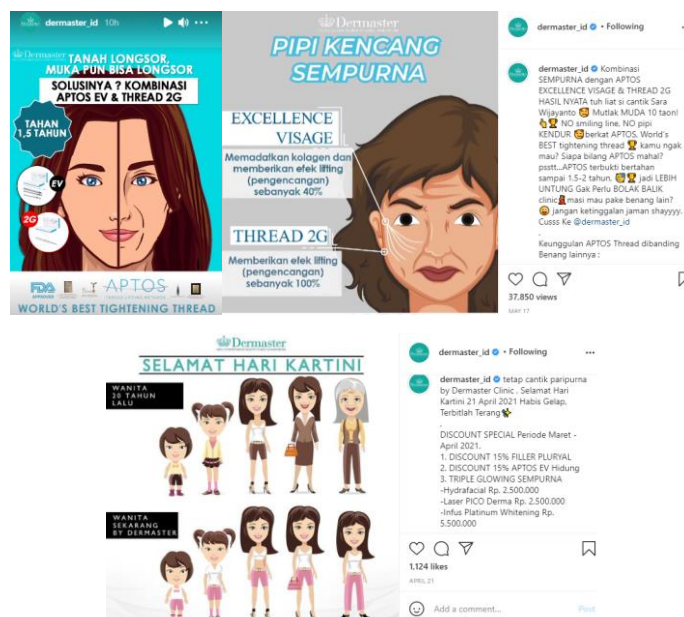 dermaster_id 10h
Dermaster
TANAH LONGSOR,
MUKA PUN BISA LONGSOR
SOLUSINYA ? KOMBINASI
APTOS EV & THREAD 2G
TAHAN
1,5 TAHUN
EV
2G
FDA
APPROVED
APTOS
WORLD'S BEST TIGHTENING THREAD
Dermaster
PIPI KENCANG
SEMPURNA
EXCELLENCE
VISAGE
Memadatkan kolagen dan
memberikan efek lifting
(pengencangan)
sebanyak 40%
THREAD 2G
Memberikan efek lifting
(pengencangan)
sebanyak 100%
dermaster_id • Following
dermaster_id Kombinasi
SEMPURNA dengan APTOS
EXCELLENCE VISAGE & THREAD 2G
HASIL NYATA tuh liat si cantik Sara
Wijayanto 😍 Mutlak MUDA 10 taon!
NO smiling line, NO pipi
KENDUR berkat APTOS, World's
BEST tightening thread 🏆 kamu ngak
mau? Siapa bilang APTOS mahal?
psstt...APTOS terbukti bertahan
sampai 1.5-2 tahun. jadi LEBIH
UNTUNG Gak Perlu BOLAK BALIK
clinic masi mau pake benang lain?
jangan ketinggalan jaman shayyyy.
Cusss Ke @dermaster_id
.
Keunggulan APTOS Thread dibanding
Benang lainnya :
37.850 views
MAY 17
Dermaster
SELAMAT HARI KARTINI
WANITA
20 TAHUN
LALU
WANITA
SEKARANG
BY DERMASTER
dermaster_id • Following
dermaster_id tetap cantik paripurna
by Dermaster Clinic . Selamat Hari
Kartini 21 April 2021 Habis Gelap,
Terbitlah Terang
.
DISCOUNT SPECIAL Periode Maret -
April 2021.
1. DISCOUNT 15% FILLER PLURYAL
2. DISCOUNT 15% APTOS EV Hidung
3. TRIPLE GLOWING SEMPURNA
-Hydrafacial Rp. 2.500.000
-Laser PICO Derma Rp. 2.500.000
-Infus Platinum Whitening Rp.
5.500.000
1.124 likes
APRIL 21
Add a comment...
Post